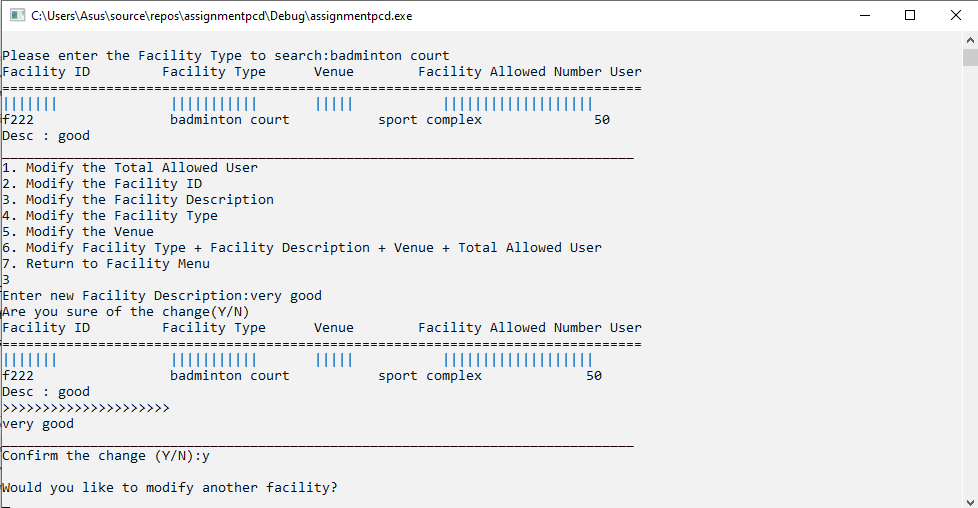 C:\Users\Asus\source\repos\assignmentpcd\Debug\assignmentpcd.exe
Please enter the Facility Type to search:badminton court
Facility ID         Facility Type      Venue        Facility Allowed Number User
================================================================================
|||||||              |||||||||||       |||||           |||||||||||||||||||
f222                 badminton court           sport complex              50
Desc : good
_______________________________________________________________________________
1. Modify the Total Allowed User
2. Modify the Facility ID
3. Modify the Facility Description
4. Modify the Facility Type
5. Modify the Venue
6. Modify Facility Type + Facility Description + Venue + Total Allowed User
7. Return to Facility Menu
3
Enter new Facility Description:very good
Are you sure of the change(Y/N)
Facility ID         Facility Type      Venue        Facility Allowed Number User
================================================================================
|||||||              |||||||||||       |||||           |||||||||||||||||||
f222                 badminton court           sport complex             50
Desc : good
>>>>>>>>>>>>>>>>>>>>>
very good
_______________________________________________________________________________
Confirm the change (Y/N):y
Would you like to modify another facility?
_